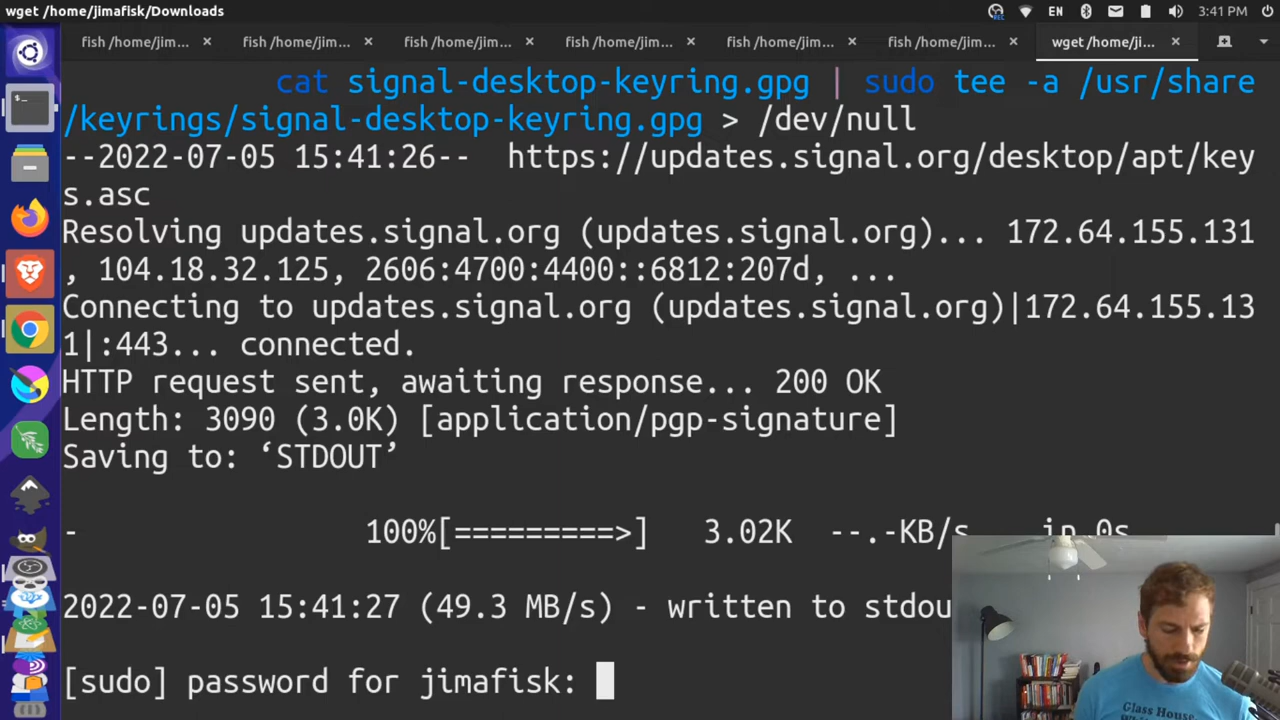 wget /home/jimafisk/Downloads
EN
3:41 PM
fish /home/jim...
fish /home/jim...
fish /home/jim...
fish /home/jim...
fish /home/jim...
fish /home/jim...
wget /home/ji...
cat signal-desktop-keyring.gpg | sudo tee -a /usr/share
/keyrings/signal-desktop-keyring.gpg > /dev/null
--2022-07-05 15:41:26--  https://updates.signal.org/desktop/apt/key
s.asc
Resolving updates.signal.org (updates.signal.org)... 172.64.155.131
, 104.18.32.125, 2606:4700:4400::6812:207d, ...
Connecting to updates.signal.org (updates.signal.org)|172.64.155.13
1|:443... connected.
HTTP request sent, awaiting response... 200 OK
Length: 3090 (3.0K) [application/pgp-signature]
Saving to: ‘STDOUT’
- 100%[=========>] 3.02K --.-KB/s in 0s
2022-07-05 15:41:27 (49.3 MB/s) - written to stdou
[sudo] password for jimafisk:
Glass House